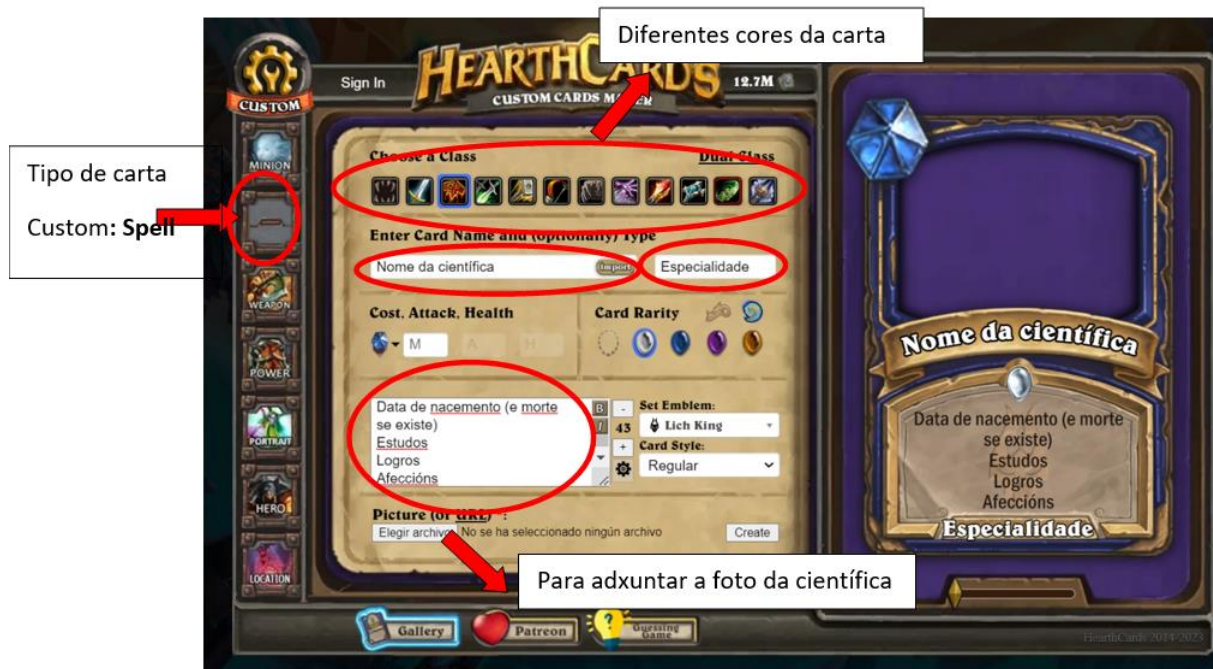 Diferentes cores da carta
Sign In
HEARTHCARDS
12.7M
CUSTOM CARDS MAKER
CUSTOM
Tipo de carta
Custom: Spell
MINION
WEAPON
POWER
PORTRAIT
HERO
LOCATION
Choose a Class
Dual Class
Enter Card Name and (optionally) Type
Nome da científica
Import
Especialidade
Cost, Attack, Health
Card Rarity
M
A
H
Data de nacemento (e morte
se existe)
Estudos
Logros
Afeccións
B
I
-
43
+
Set Emblem:
Lich King
Card Style:
Regular
Picture (or URL) :
Elegir archivo
No se ha seleccionado ningún archivo
Create
Para adxuntar a foto da científica
Nome da científica
Data de nacemento (e morte
se existe)
Estudos
Logros
Afeccións
Especialidade
Gallery
Patreon
?
Guessing
Game
HearthCards 2014-2023